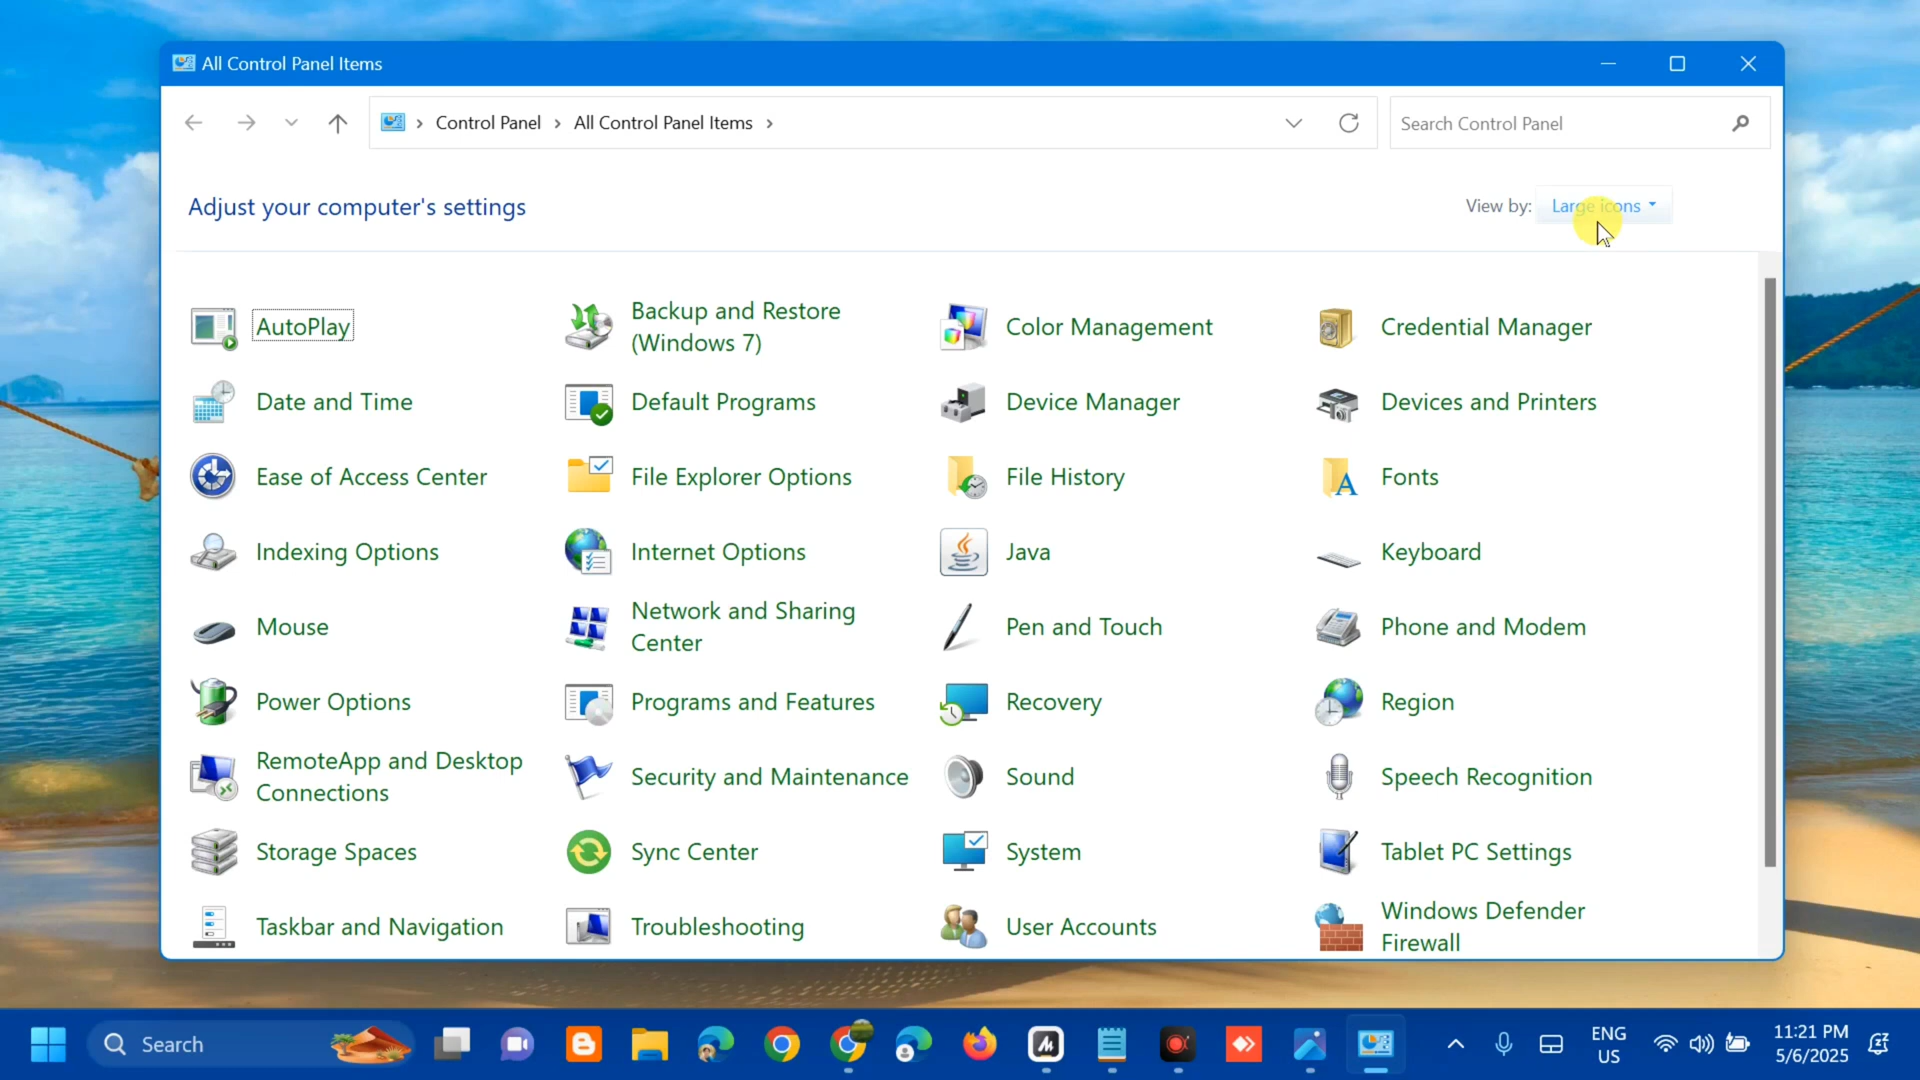 All Control Panel Items
Control Panel > All Control Panel Items >
Search Control Panel
Adjust your computer's settings
View by: Large icons
AutoPlay
Backup and Restore
(Windows 7)
Color Management
Credential Manager
Date and Time
Default Programs
Device Manager
Devices and Printers
Ease of Access Center
File Explorer Options
File History
Fonts
Indexing Options
Internet Options
Java
Keyboard
Mouse
Network and Sharing
Center
Pen and Touch
Phone and Modem
Power Options
Programs and Features
Recovery
Region
RemoteApp and Desktop
Connections
Security and Maintenance
Sound
Speech Recognition
Storage Spaces
Sync Center
System
Tablet PC Settings
Taskbar and Navigation
Troubleshooting
User Accounts
Windows Defender
Firewall
Search
ENG
US
11:21 PM
5/6/2025